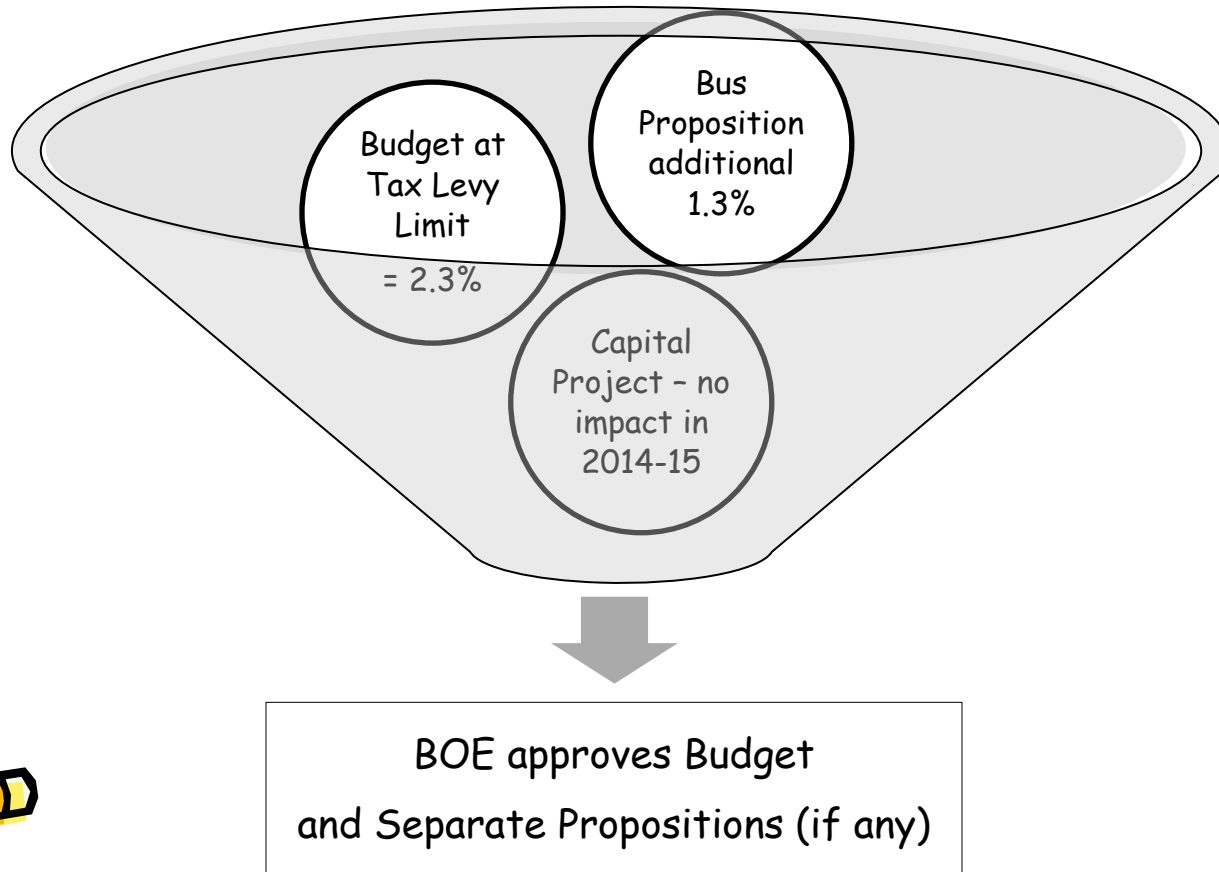 Budget at
Tax Levy
Limit
= 2.3%
Bus
Proposition
additional
1.3%
Capital
Project – no
impact in
2014-15
BOE approves Budget
and Separate Propositions (if any)